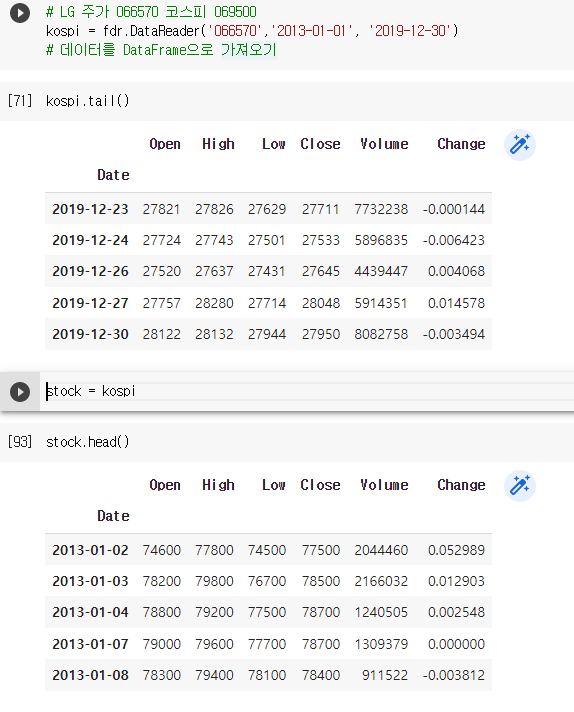 # LG 주가 066570 코스피 069500
kospi = fdr.DataReader('066570','2013-01-01', '2019-12-30')
# 데이터를 DataFrame으로 가져오기
[71] kospi.tail()
Open High Low Close Volume Change
Date
2019-12-23 27821 27826 27629 27711 7732238 -0.000144
2019-12-24 27724 27743 27501 27533 5896835 -0.006423
2019-12-26 27520 27637 27431 27645 4439447 0.004068
2019-12-27 27757 28280 27714 28048 5914351 0.014578
2019-12-30 28122 28132 27944 27950 8082758 -0.003494
stock = kospi
[93] stock.head()
Open High Low Close Volume Change
Date
2013-01-02 74600 77800 74500 77500 2044460 0.052989
2013-01-03 78200 79800 76700 78500 2166032 0.012903
2013-01-04 78800 79200 77500 78700 1240505 0.002548
2013-01-07 79000 79600 77700 78700 1309379 0.000000
2013-01-08 78300 79400 78100 78400 911522 -0.003812